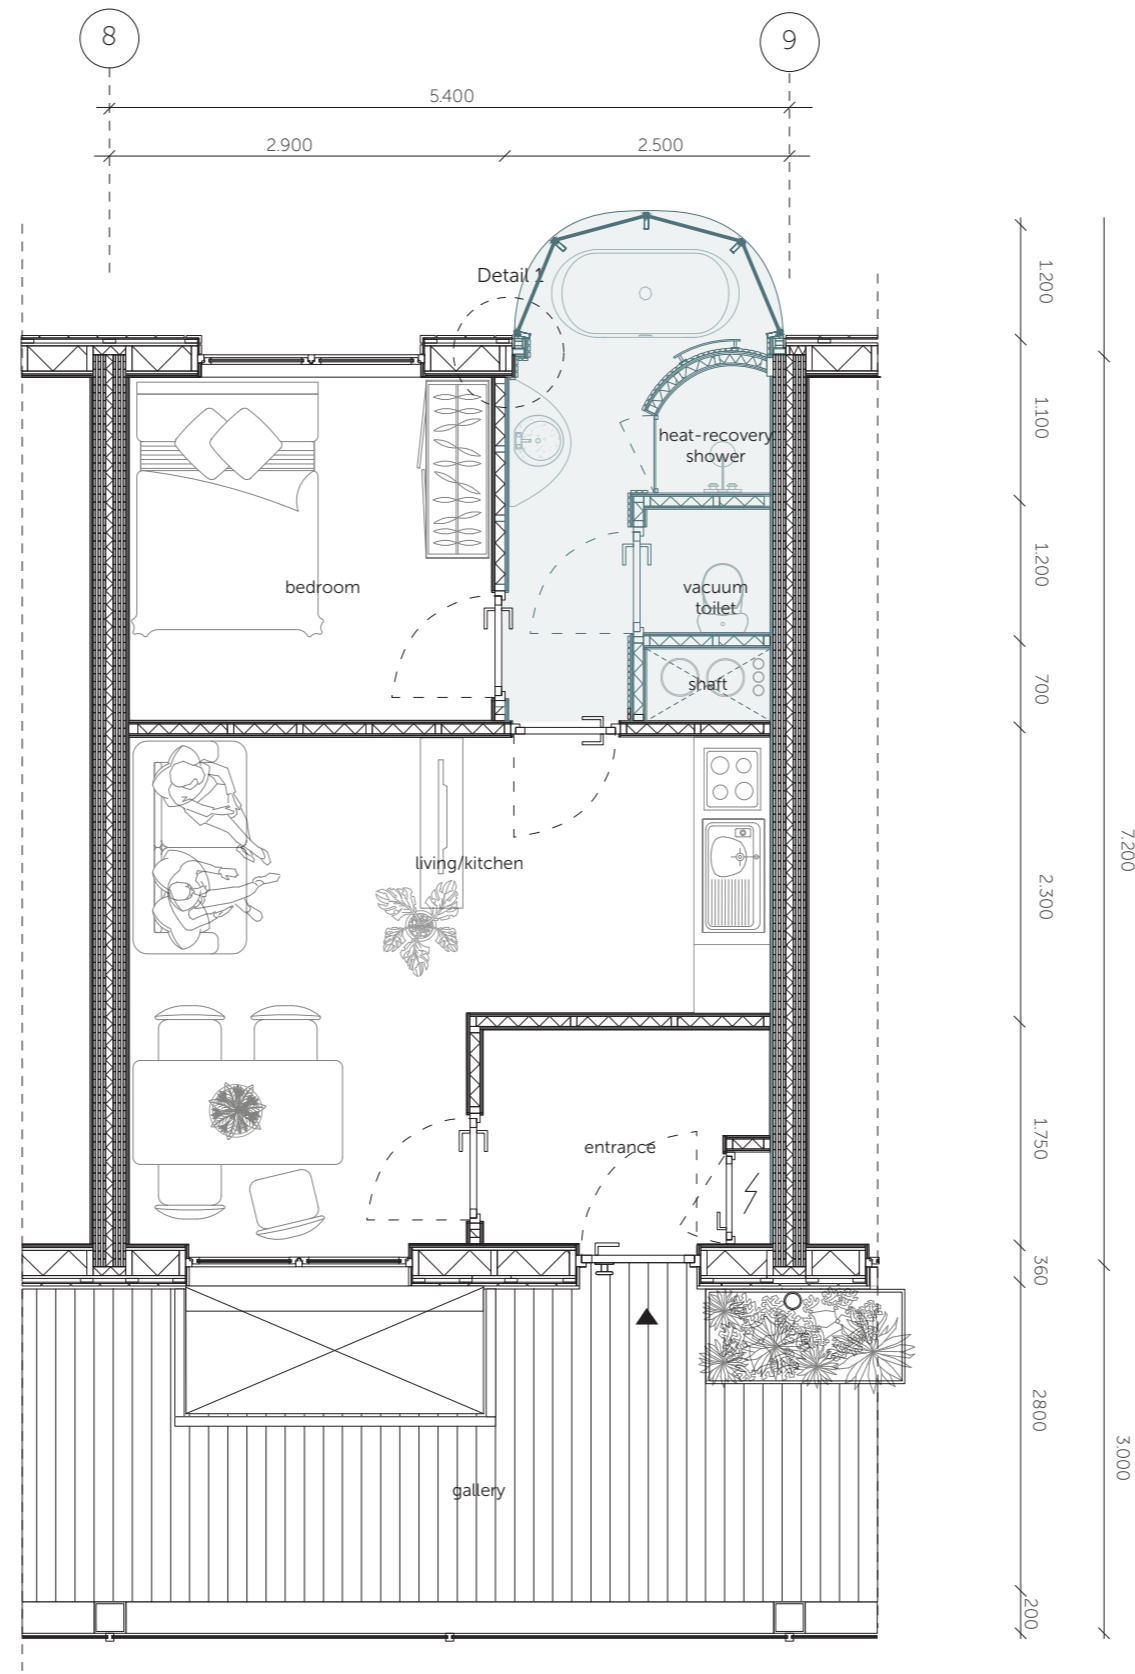 8
9
5.400
2.900
2.500
Detail 1
1.200
1.100
heat-recovery
shower
1.200
bedroom
vacuum
toilet
shaft
700
7.200
living/kitchen
2.300
entrance
1.750
360
2800
3.000
gallery
200